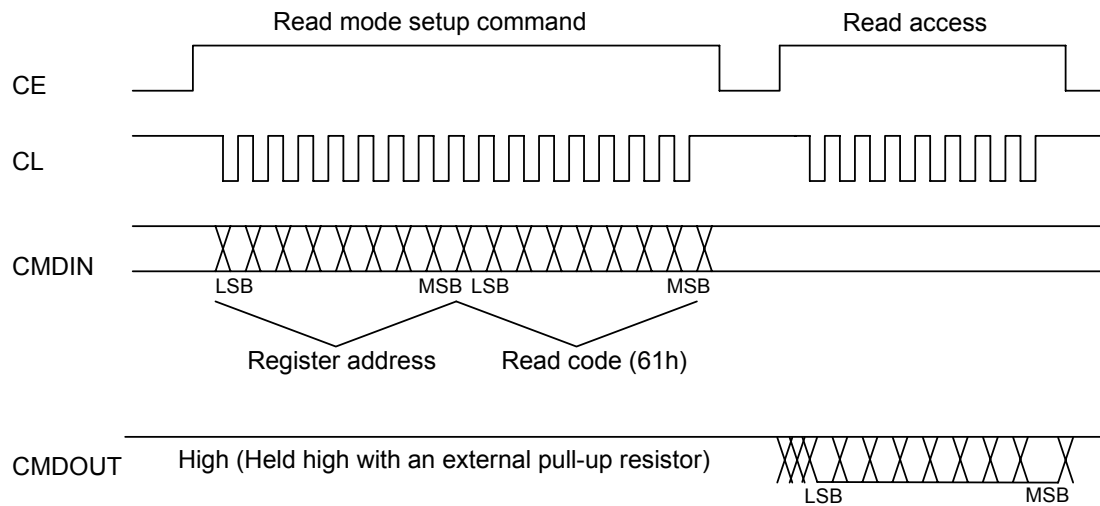 Read mode setup command
Read access
CE
CL
CMDIN
LSB MSB LSB MSB
Register address Read code (61h)
CMDOUT High (Held high with an external pull-up resistor)
LSB MSB